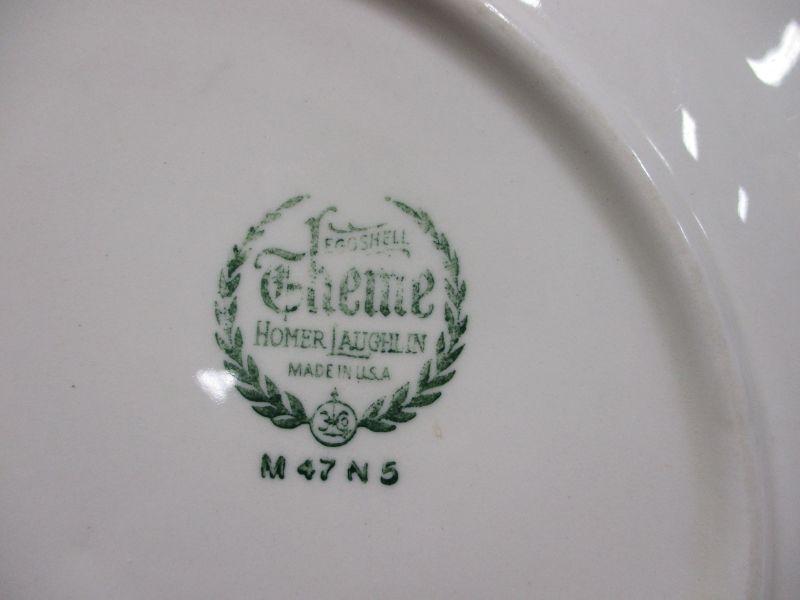 EGGSHELL
Theme
HOMER LAUGHLIN
MADE IN U.S.A
M 47 N 5